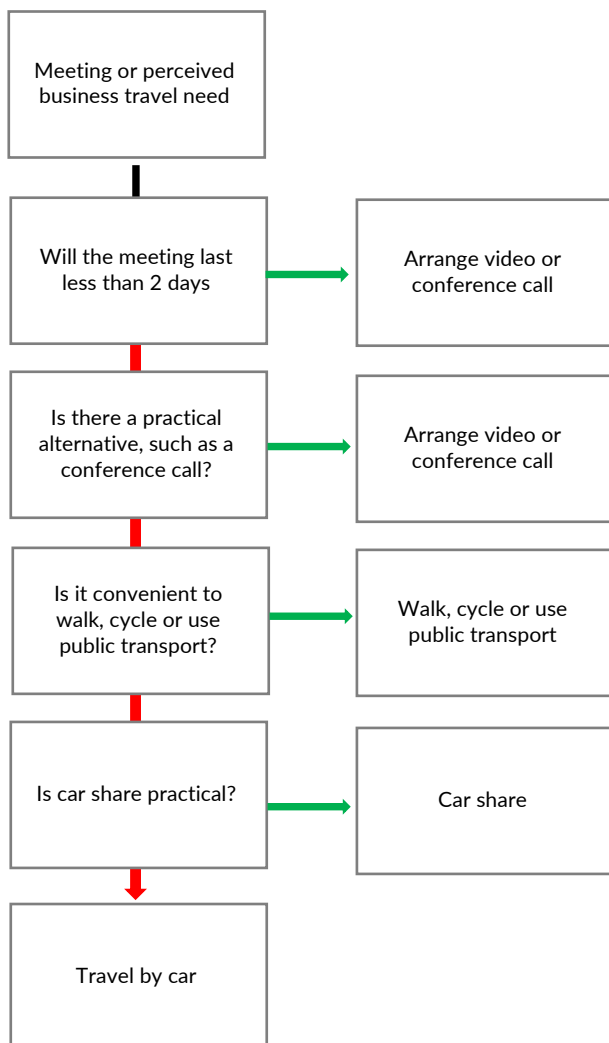 Meeting or perceived
business travel need
Will the meeting last
less than 2 days
Arrange video or
conference call
Is there a practical
alternative, such as a
conference call?
Arrange video or
conference call
Is it convenient to
walk, cycle or use
public transport?
Walk, cycle or use
public transport
Is car share practical?
Car share
Travel by car